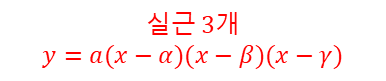 실근 3개
y = a(x − α)(x − β)(x − γ)